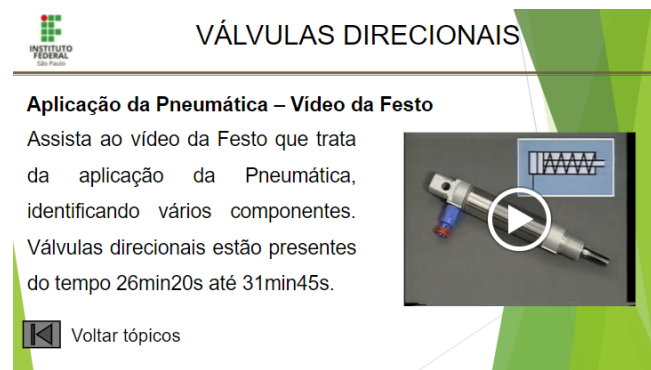 INSTITUTO
FEDERAL
São Paulo
VÁLVULAS DIRECIONAIS
Aplicação da Pneumática – Vídeo da Festo
Assista ao vídeo da Festo que trata
da aplicação da Pneumática,
identificando vários componentes.
Válvulas direcionais estão presentes
do tempo 26min20s até 31min45s.
Voltar tópicos